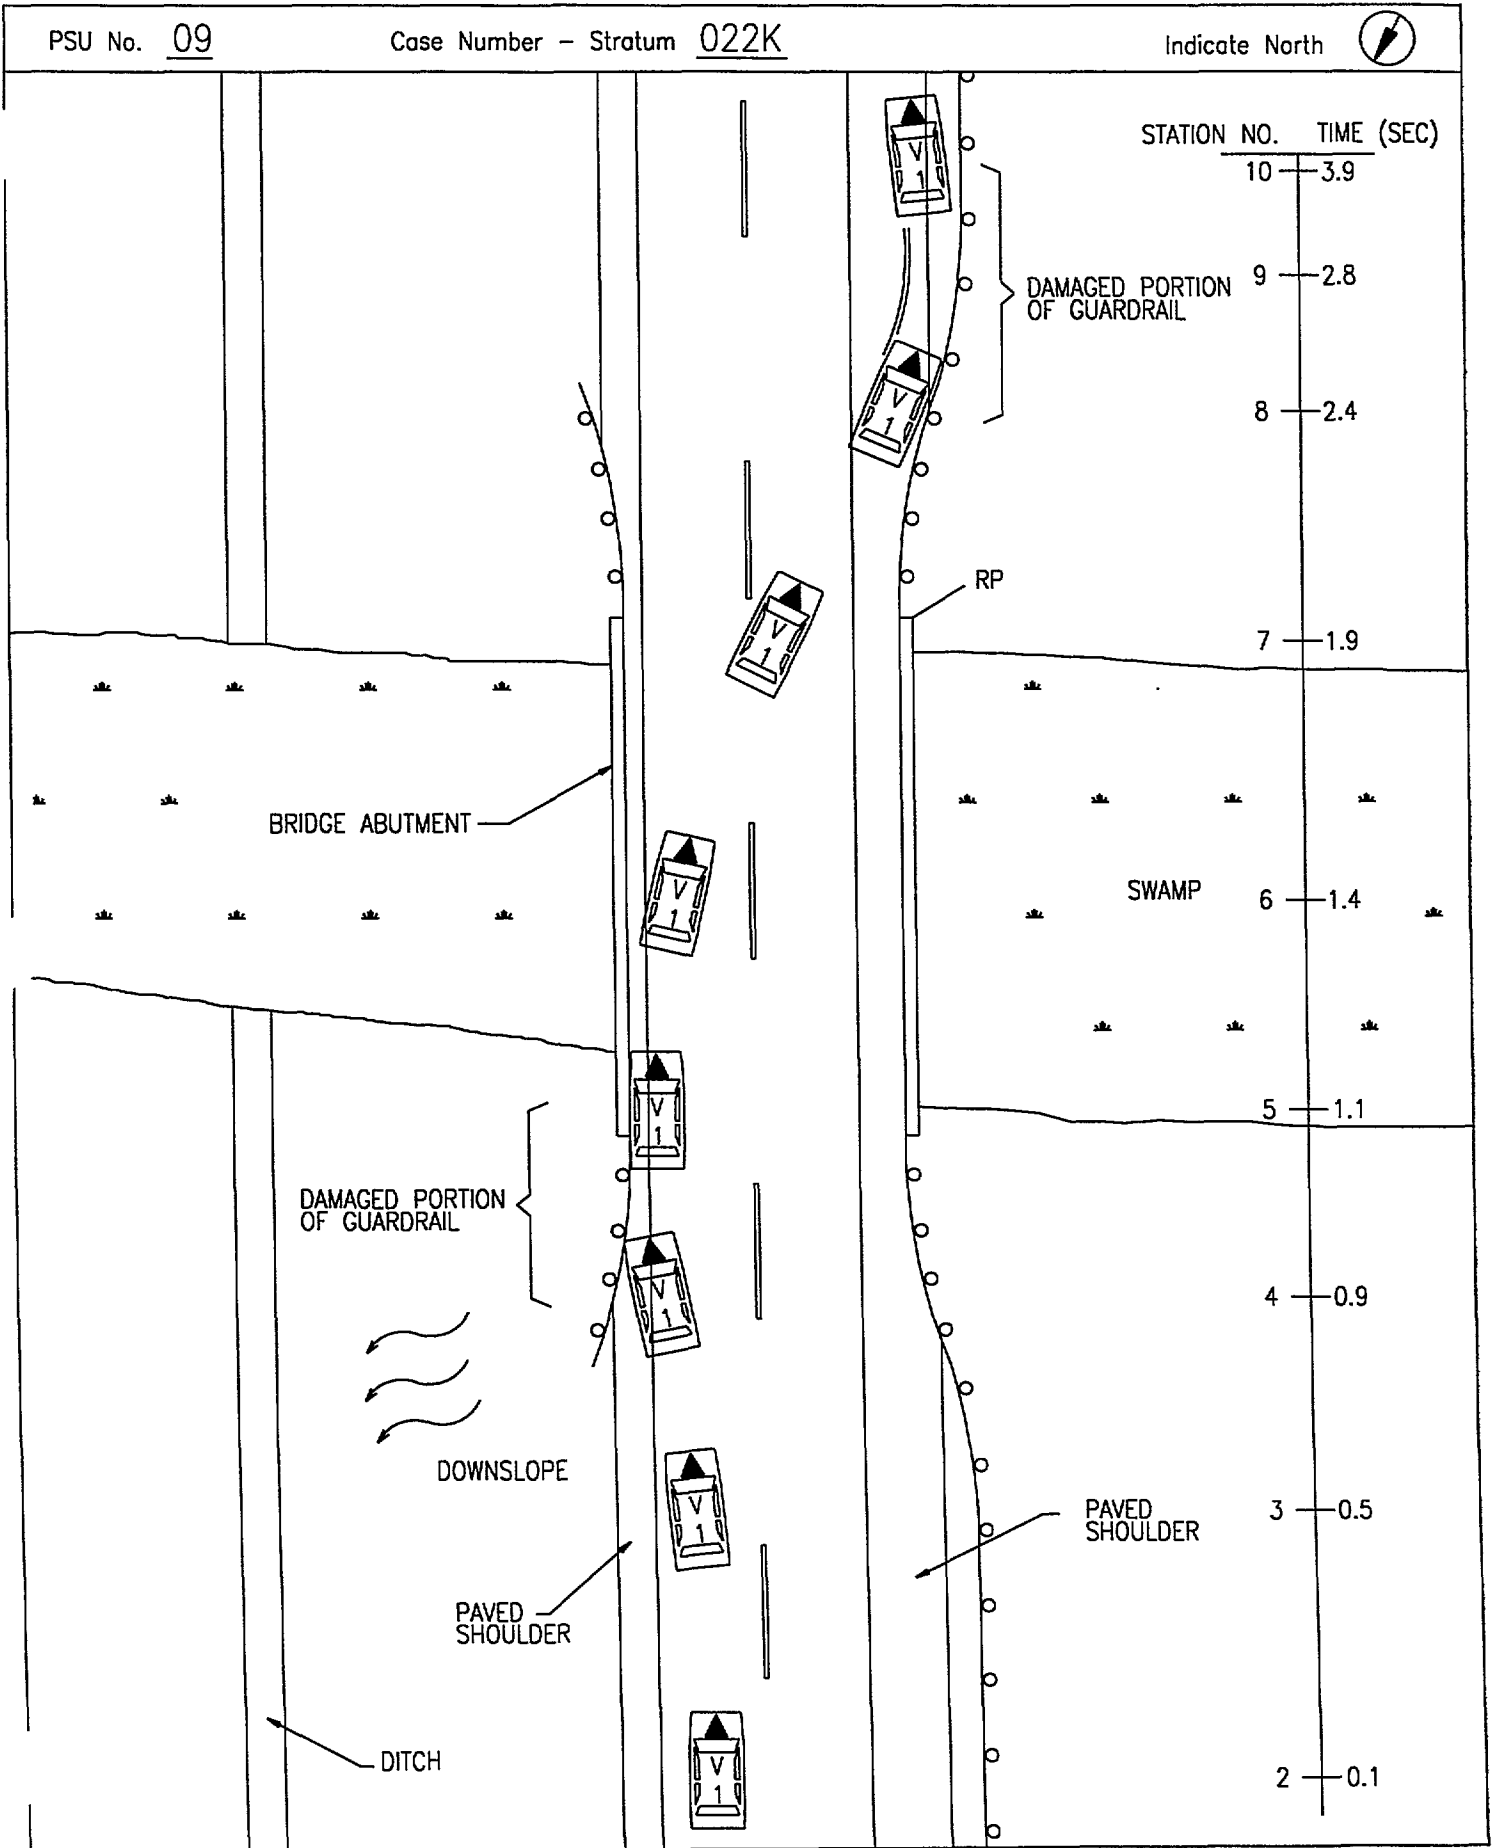 PSU No. 09 Case Number – Stratum 022K Indicate North
STATION NO. TIME (SEC)
V
1
10 3.9
9 2.8
DAMAGED PORTION
OF GUARDRAIL
V
1
8 2.4
RP
V
1
7 1.9
BRIDGE ABUTMENT
V
1
SWAMP
6 1.4
V
1
5 1.1
DAMAGED PORTION
OF GUARDRAIL
V
1
4 0.9
DOWNSLOPE
V
1
PAVED
SHOULDER
3 0.5
PAVED
SHOULDER
DITCH
V
1
2 0.1